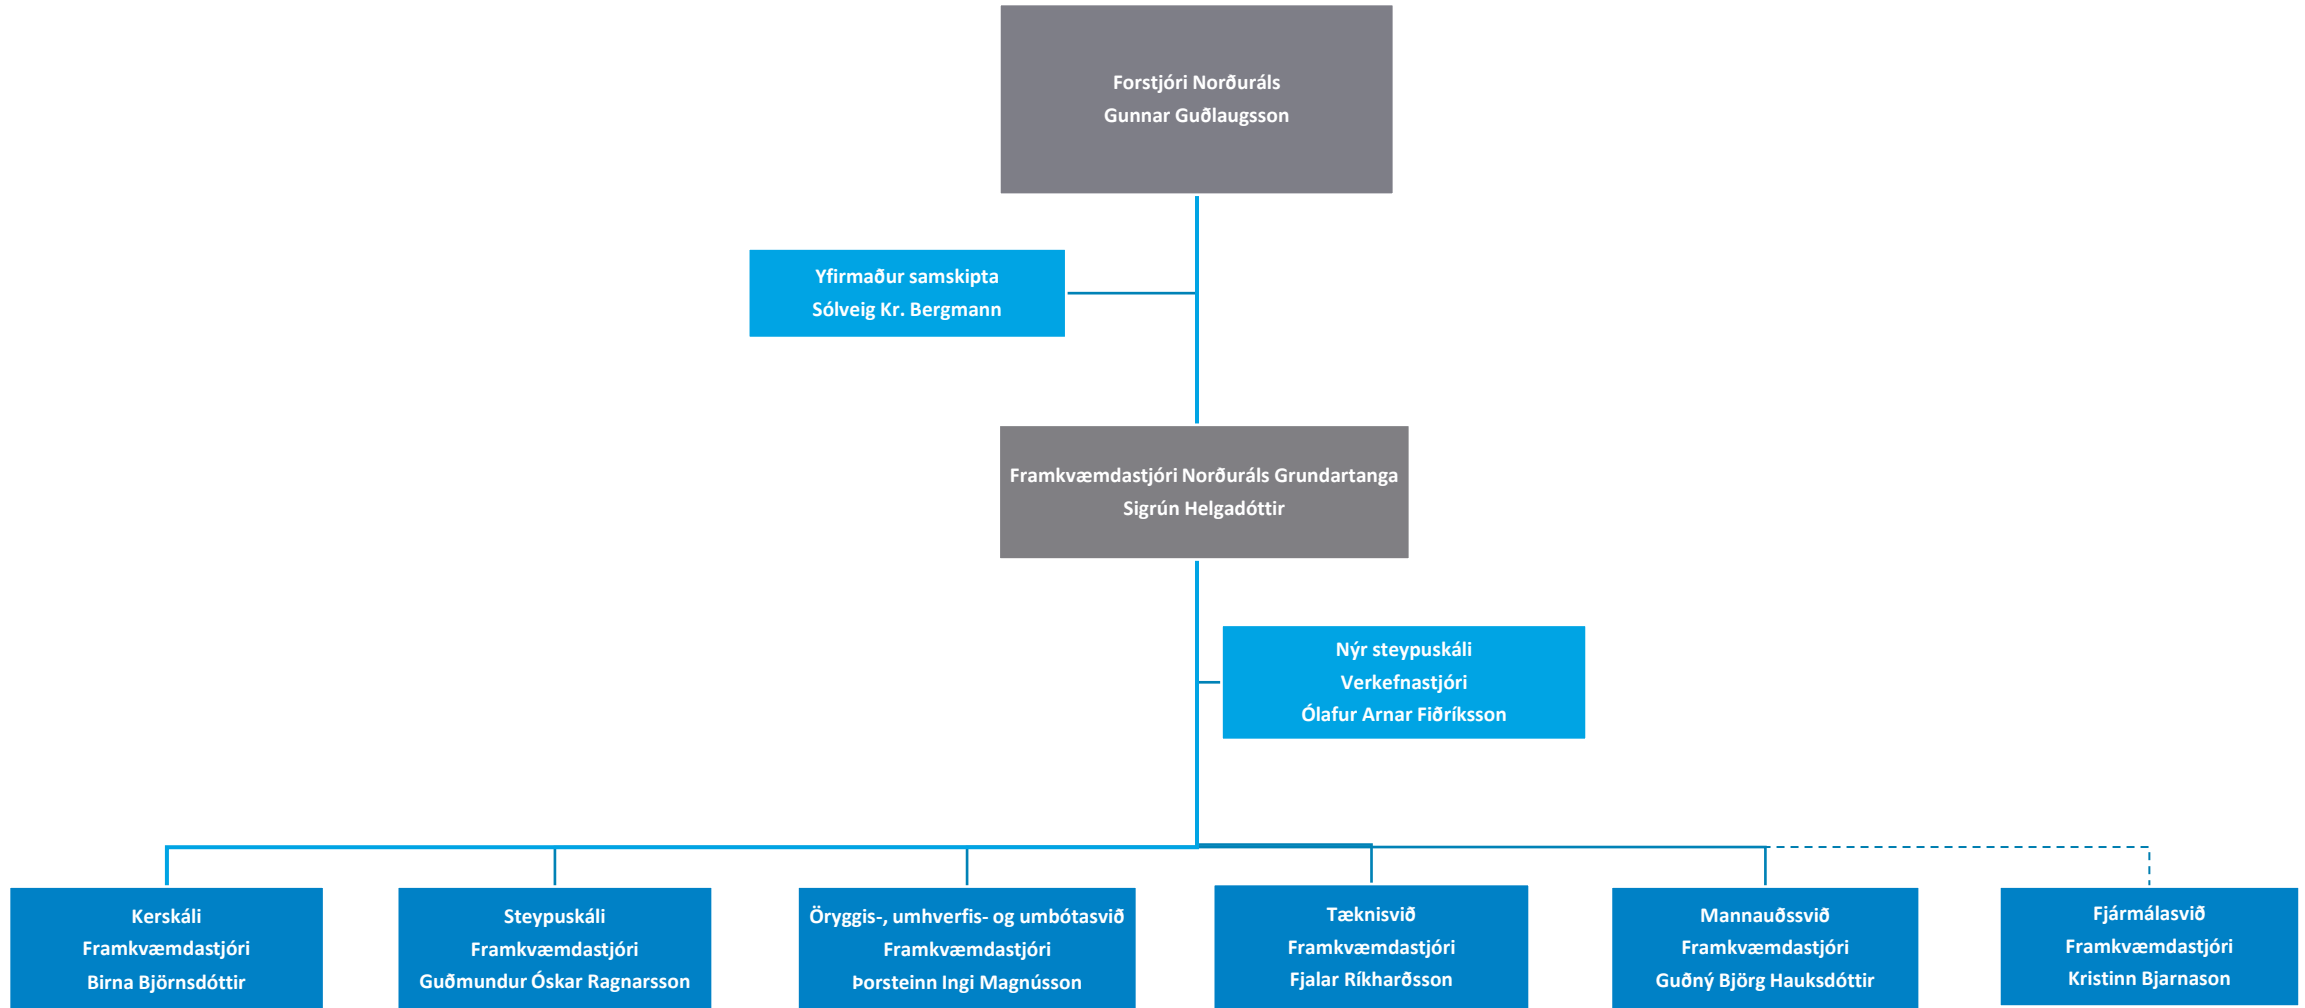 Forstjóri Norðuráls
Gunnar Guðlaugsson
Yfirmaður samskipta
Sólveig Kr. Bergmann
Framkvæmdastjóri Norðuráls Grundartanga
Sigrún Helgadóttir
Nýr steypuskáli
Verkefnastjóri
Ólafur Arnar Fiðríksson
Kerskáli
Framkvæmdastjóri
Birna Björnsdóttir
Steypuskáli
Framkvæmdastjóri
Guðmundur Óskar Ragnarsson
Öryggis-, umhverfis- og umbótasvið
Framkvæmdastjóri
Þorsteinn Ingi Magnússon
Tæknisvið
Framkvæmdastjóri
Fjalar Ríkharðsson
Mannauðssvið
Framkvæmdastjóri
Guðný Björg Hauksdóttir
Fjármálasvið
Framkvæmdastjóri
Kristinn Bjarnason